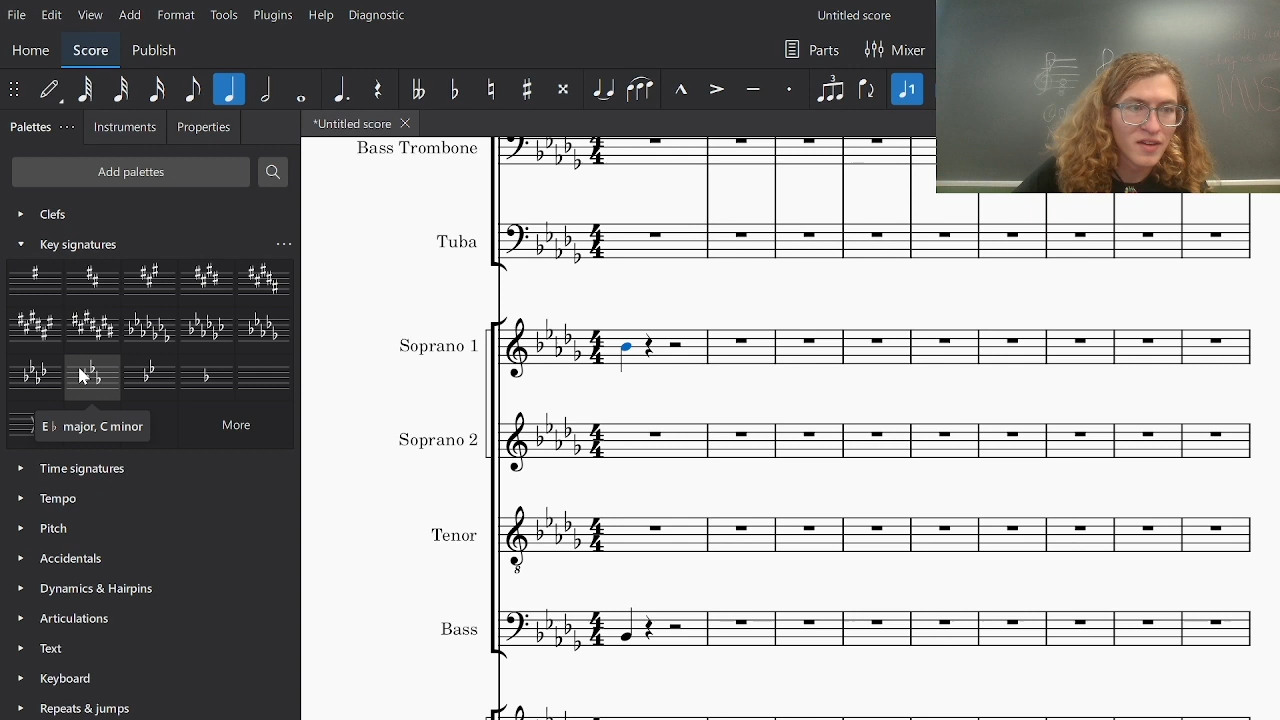 File Edit View Add Format Tools Plugins Help Diagnostic Untitled score
Home Score Publish Parts Mixer
Palettes Instruments Properties *Untitled score
Add palettes
Clefs
Key signatures
E♭ major, C minor
More
Time signatures
Tempo
Pitch
Accidentals
Dynamics & Hairpins
Articulations
Text
Keyboard
Repeats & jumps
Bass Trombone
Tuba
Soprano 1
Soprano 2
Tenor
Bass